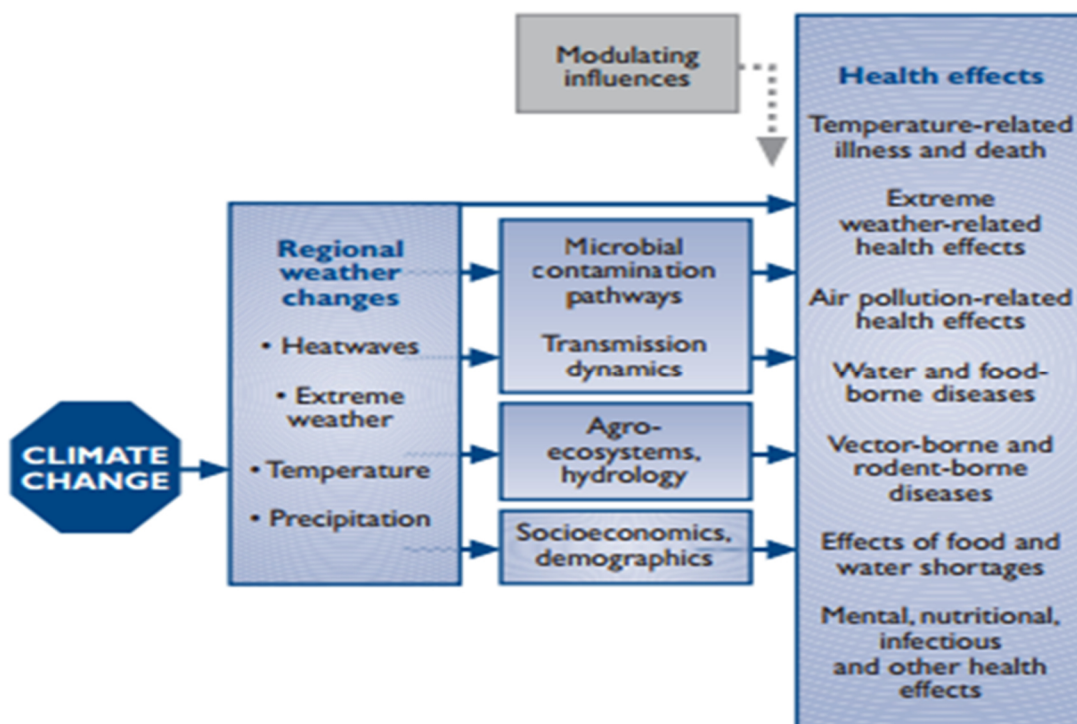 CLIMATE
CHANGE
Regional
weather
changes
• Heatwaves
• Extreme
weather
• Temperature
• Precipitation
Modulating
influences
Microbial
contamination
pathways
Transmission
dynamics
Agro-
ecosystems,
hydrology
Socioeconomics,
demographics
Health effects
Temperature-related
illness and death
Extreme
weather-related
health effects
Air pollution-related
health effects
Water and food-
borne diseases
Vector-borne and
rodent-borne
diseases
Effects of food and
water shortages
Mental, nutritional,
infectious
and other health
effects